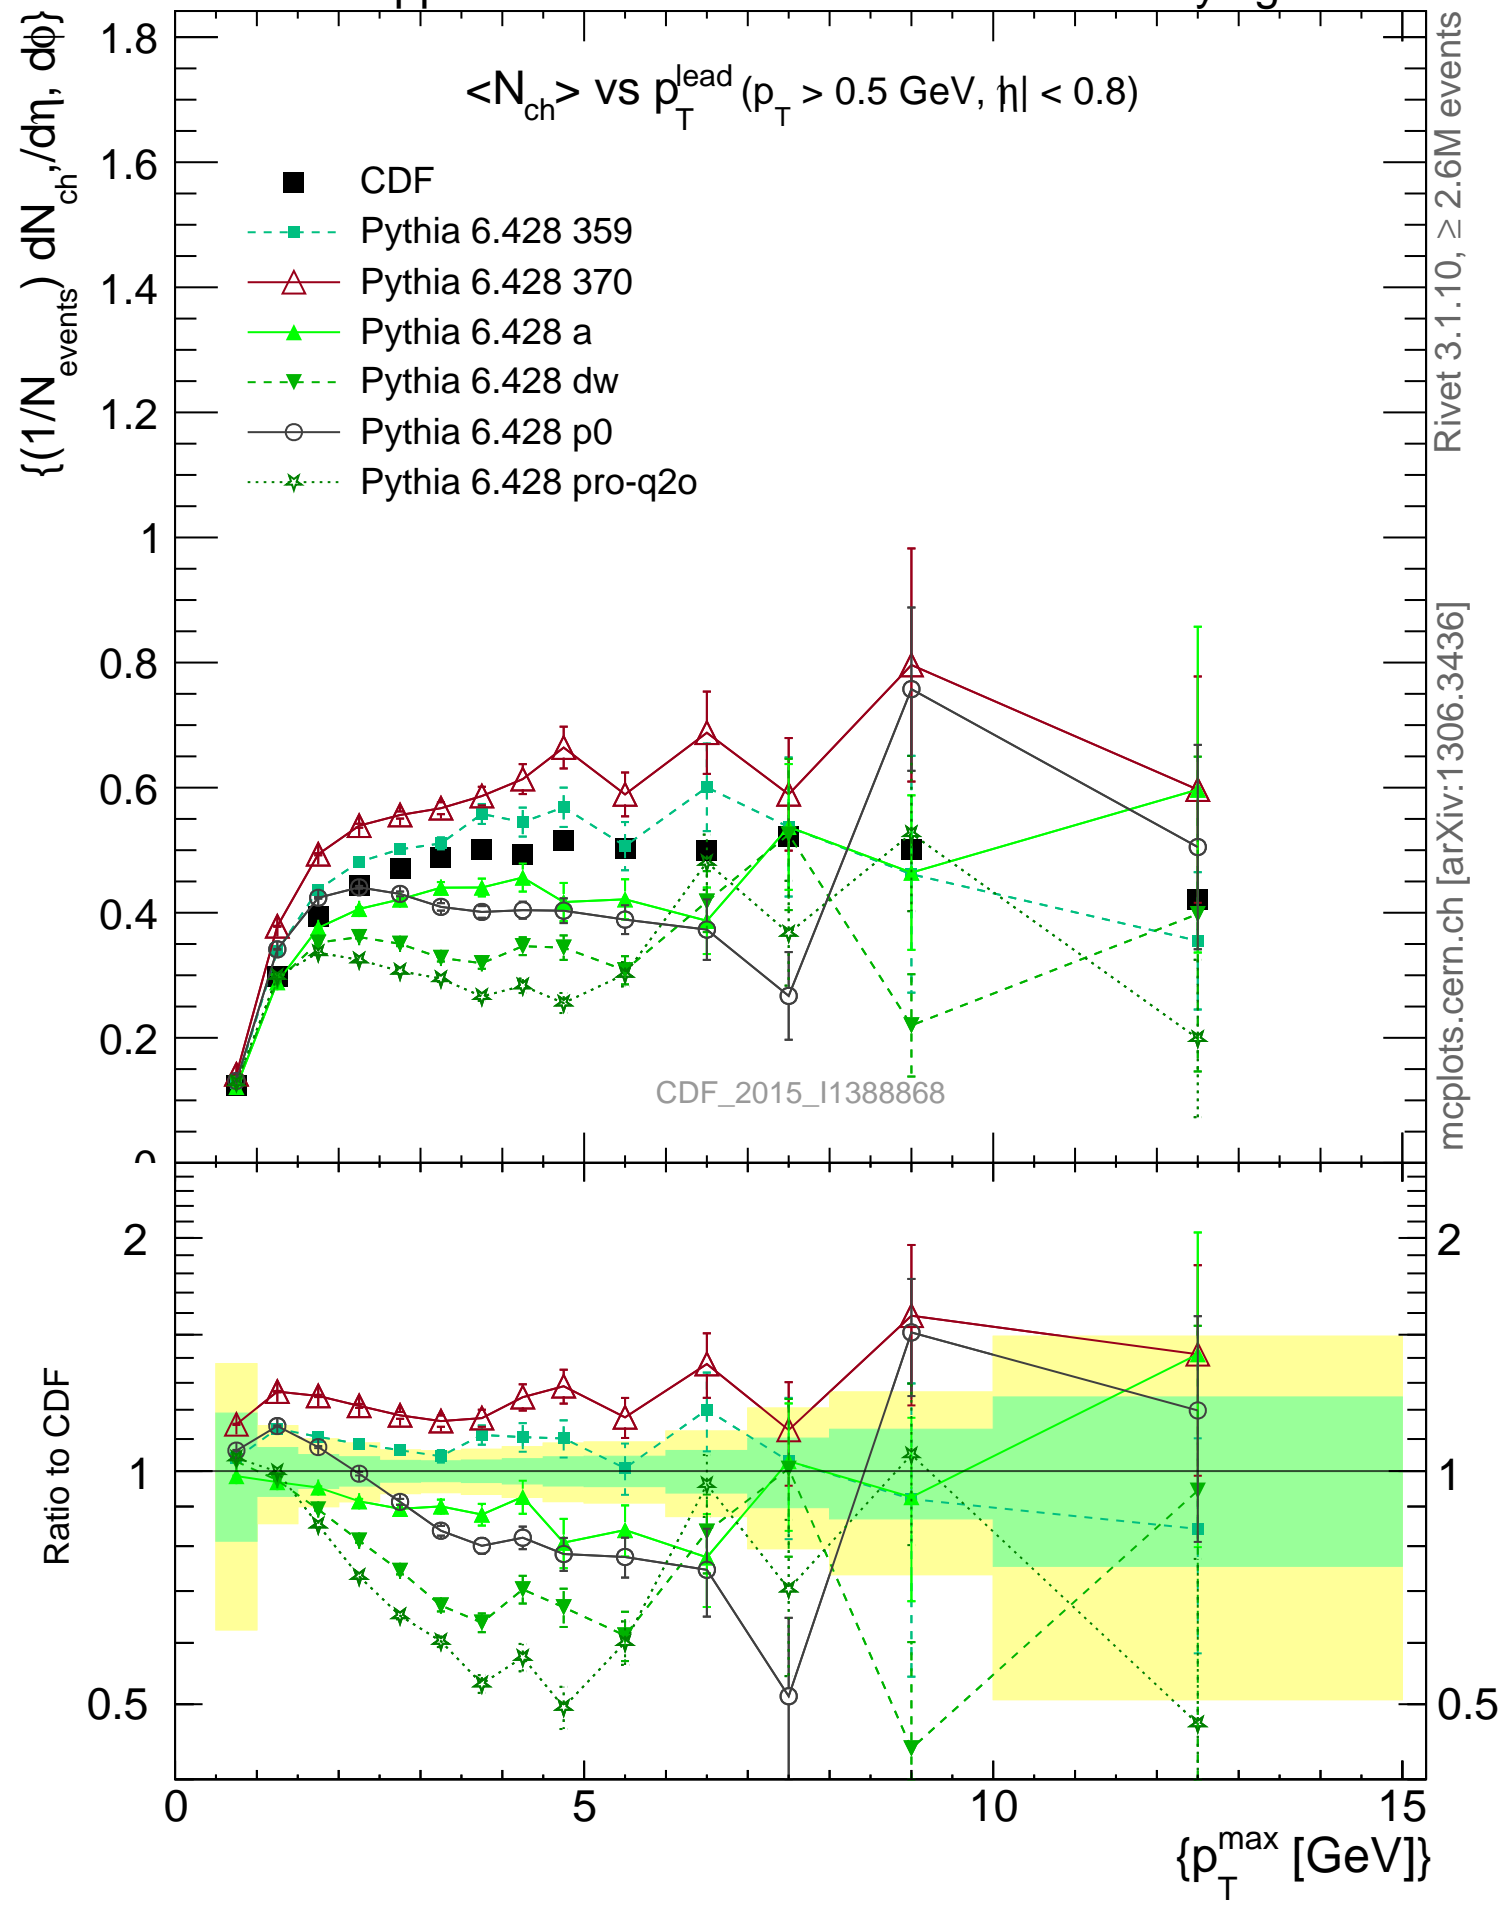 <N_ch> vs p_T^lead (p_T > 0.5 GeV, |η| < 0.8)
{(1/N_events) dN_ch/dη, dφ}
CDF
Pythia 6.428 359
Pythia 6.428 370
Pythia 6.428 a
Pythia 6.428 dw
Pythia 6.428 p0
Pythia 6.428 pro-q2o
1.8
1.6
1.4
1.2
1
0.8
0.6
0.4
0.2
0
CDF_2015_I1388868
Rivet 3.1.10, ≥ 2.6M events
mcplots.cern.ch [arXiv:1306.3436]
Ratio to CDF
2
1
0.5
2
1
0.5
0
5
10
15
{p_T^max [GeV]}